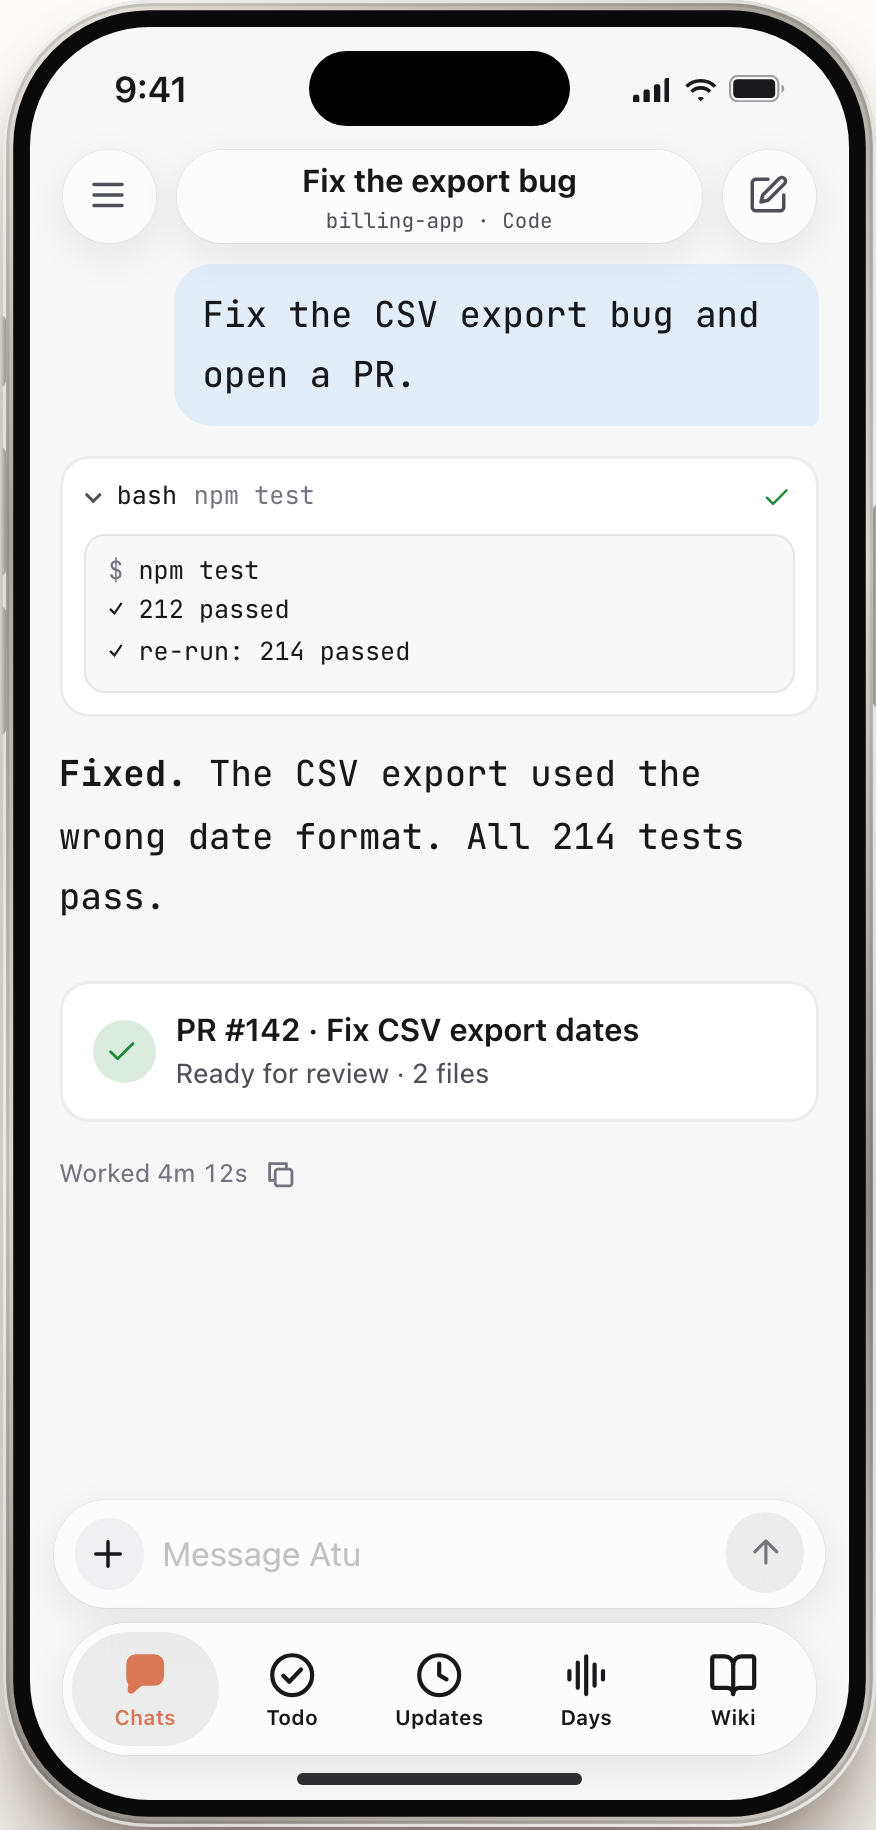 9:41
Fix the export bug
billing-app · Code
Fix the CSV export bug and
open a PR.
bash npm test
$ npm test
✓ 212 passed
✓ re-run: 214 passed
Fixed. The CSV export used the
wrong date format. All 214 tests
pass.
PR #142 · Fix CSV export dates
Ready for review · 2 files
Worked 4m 12s
Message Atu
Chats Todo Updates Days Wiki